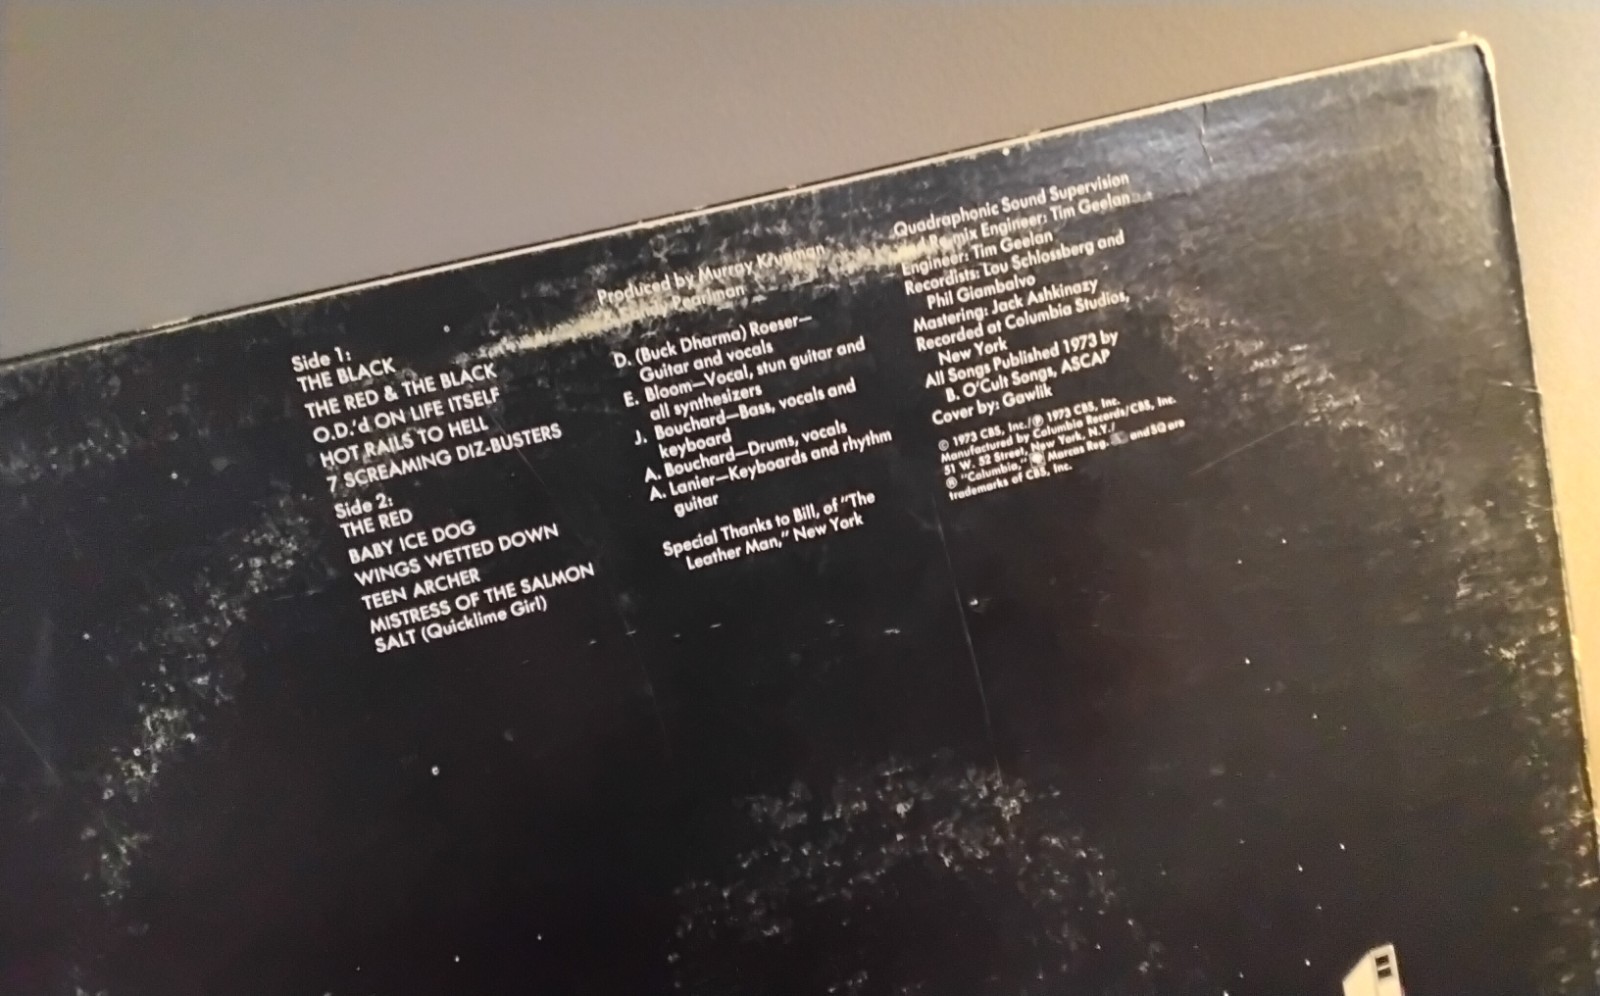 Side 1:
THE BLACK
THE RED & THE BLACK
O.D.'d ON LIFE ITSELF
HOT RAILS TO HELL
7 SCREAMING DIZ-BUSTERS
Side 2:
THE RED
BABY ICE DOG
WINGS WETTED DOWN
TEEN ARCHER
MISTRESS OF THE SALMON
SALT (Quicklime Girl)
Produced by Murray Krugman
Pearlman
D. (Buck Dharma) Roeser—
Guitar and vocals
E. Bloom—Vocal, stun guitar and
all synthesizers
J. Bouchard—Bass, vocals and
keyboard
A. Bouchard—Drums, vocals
A. Lanier—Keyboards and rhythm
guitar
Special Thanks to Bill, of "The
Leather Man," New York
Quadraphonic Sound Supervision
and Re-mix Engineer: Tim Geelan
Engineer: Tim Geelan
Recordists: Lou Schlossberg and
Phil Giambalvo
Mastering: Jack Ashkinazy
Recorded at Columbia Studios,
New York
All Songs Published 1973 by
B. O'Cult Songs, ASCAP
Cover by: Gawlik
© 1973 CBS, Inc./℗ 1973 CBS, Inc.
Manufactured by Columbia Records/CBS, Inc.
51 W. 52 Street, New York, N.Y./
® "Columbia," Marcas Reg. and SQ are
trademarks of CBS, Inc.